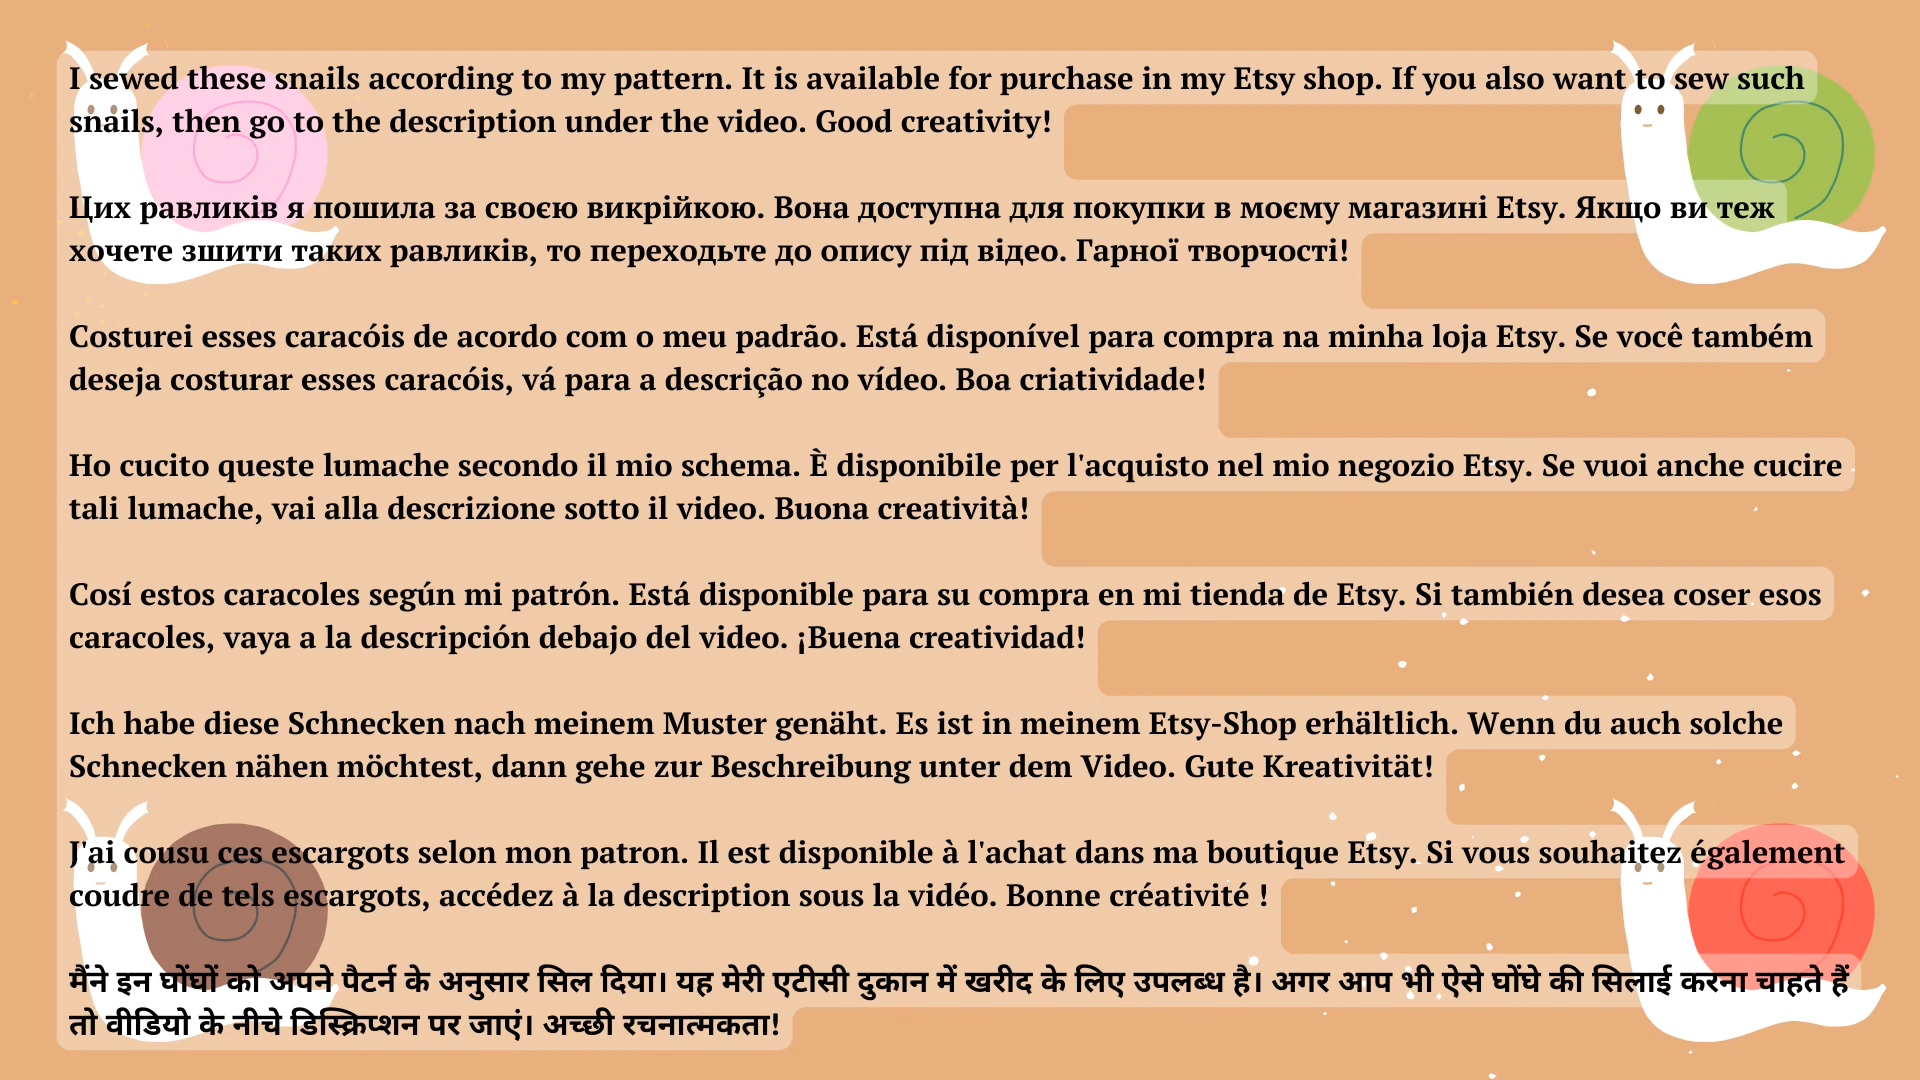 I sewed these snails according to my pattern. It is available for purchase in my Etsy shop. If you also want to sew such
snails, then go to the description under the video. Good creativity!
Цих равликів я пошила за своєю викрійкою. Вона доступна для покупки в моєму магазині Etsy. Якщо ви теж
хочете зшити таких равликів, то переходьте до опису під відео. Гарної творчості!
Costurei esses caracóis de acordo com o meu padrão. Está disponível para compra na minha loja Etsy. Se você também
deseja costurar esses caracóis, vá para a descrição no vídeo. Boa criatividade!
Ho cucito queste lumache secondo il mio schema. È disponibile per l'acquisto nel mio negozio Etsy. Se vuoi anche cucire
tali lumache, vai alla descrizione sotto il video. Buona creatività!
Cosí estos caracoles según mi patrón. Está disponible para su compra en mi tienda de Etsy. Si también desea coser esos
caracoles, vaya a la descripción debajo del video. ¡Buena creatividad!
Ich habe diese Schnecken nach meinem Muster genäht. Es ist in meinem Etsy-Shop erhältlich. Wenn du auch solche
Schnecken nähen möchtest, dann gehe zur Beschreibung unter dem Video. Gute Kreativität!
J'ai cousu ces escargots selon mon patron. Il est disponible à l'achat dans ma boutique Etsy. Si vous souhaitez également
coudre de tels escargots, accédez à la description sous la vidéo. Bonne créativité !
मैंने इन घोंघों को अपने पैटर्न के अनुसार सिल दिया। यह मेरी एटीसी दुकान में खरीद के लिए उपलब्ध है। अगर आप भी ऐसे घोंघे की सिलाई करना चाहते हैं
तो वीडियो के नीचे डिस्क्रिप्शन पर जाएं। अच्छी रचनात्मकता!